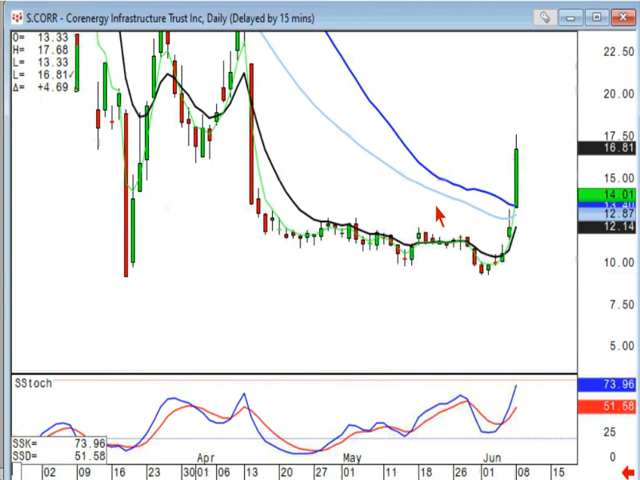 S.CORR - Corenergy Infrastructure Trust Inc, Daily (Delayed by 15 mins)
O= 13.33
H= 17.68
L= 13.33
L= 16.81
Δ= +4.69
22.50
20.00
17.50
16.81
15.00
14.01
12.87
12.14
10.00
7.50
5.00
SStoch
73.96
51.58
25
0
SSK= 73.96
SSD= 51.58
02 09 16 23 30 01 06 13 20 27 01 11 18 26 01 08 15
Apr May Jun